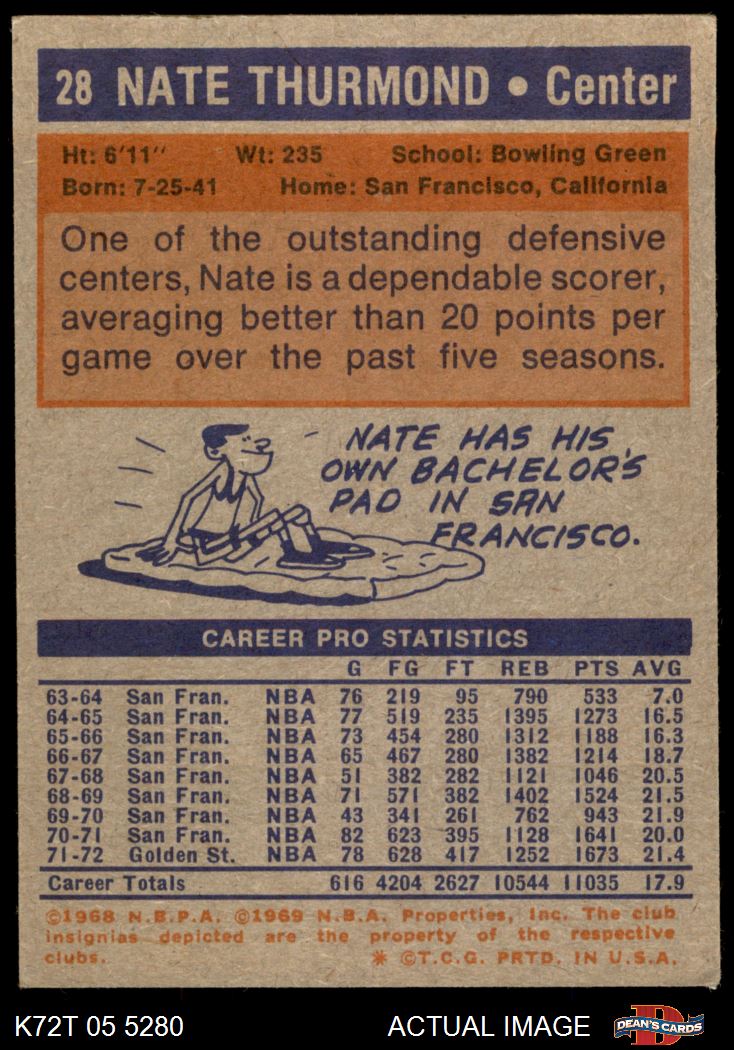 28 NATE THURMOND • Center
Ht: 6'11" Wt: 235 School: Bowling Green
Born: 7-25-41 Home: San Francisco, California
One of the outstanding defensive
centers, Nate is a dependable scorer,
averaging better than 20 points per
game over the past five seasons.
NATE HAS HIS
OWN BACHELOR'S
PAD IN SAN
FRANCISCO.
CAREER PRO STATISTICS
G FG FT REB PTS AVG
63-64 San Fran. NBA 76 219 95 790 533 7.0
64-65 San Fran. NBA 77 519 235 1395 1273 16.5
65-66 San Fran. NBA 73 454 280 1312 1188 16.3
66-67 San Fran. NBA 65 467 280 1382 1214 18.7
67-68 San Fran. NBA 51 382 282 1121 1046 20.5
68-69 San Fran. NBA 71 571 382 1402 1524 21.5
69-70 San Fran. NBA 43 341 261 762 943 21.9
70-71 San Fran. NBA 82 623 395 1128 1641 20.0
71-72 Golden St. NBA 78 628 417 1252 1673 21.4
Career Totals 616 4204 2627 10544 11035 17.9
©1968 N.B.P.A. ©1969 N.B.A. Properties, Inc. The club
insignias depicted are the property of the respective
clubs. * ©T.C.G. PRTD. IN U.S.A.
K72T 05 5280 ACTUAL IMAGE D DEAN'S CARDS